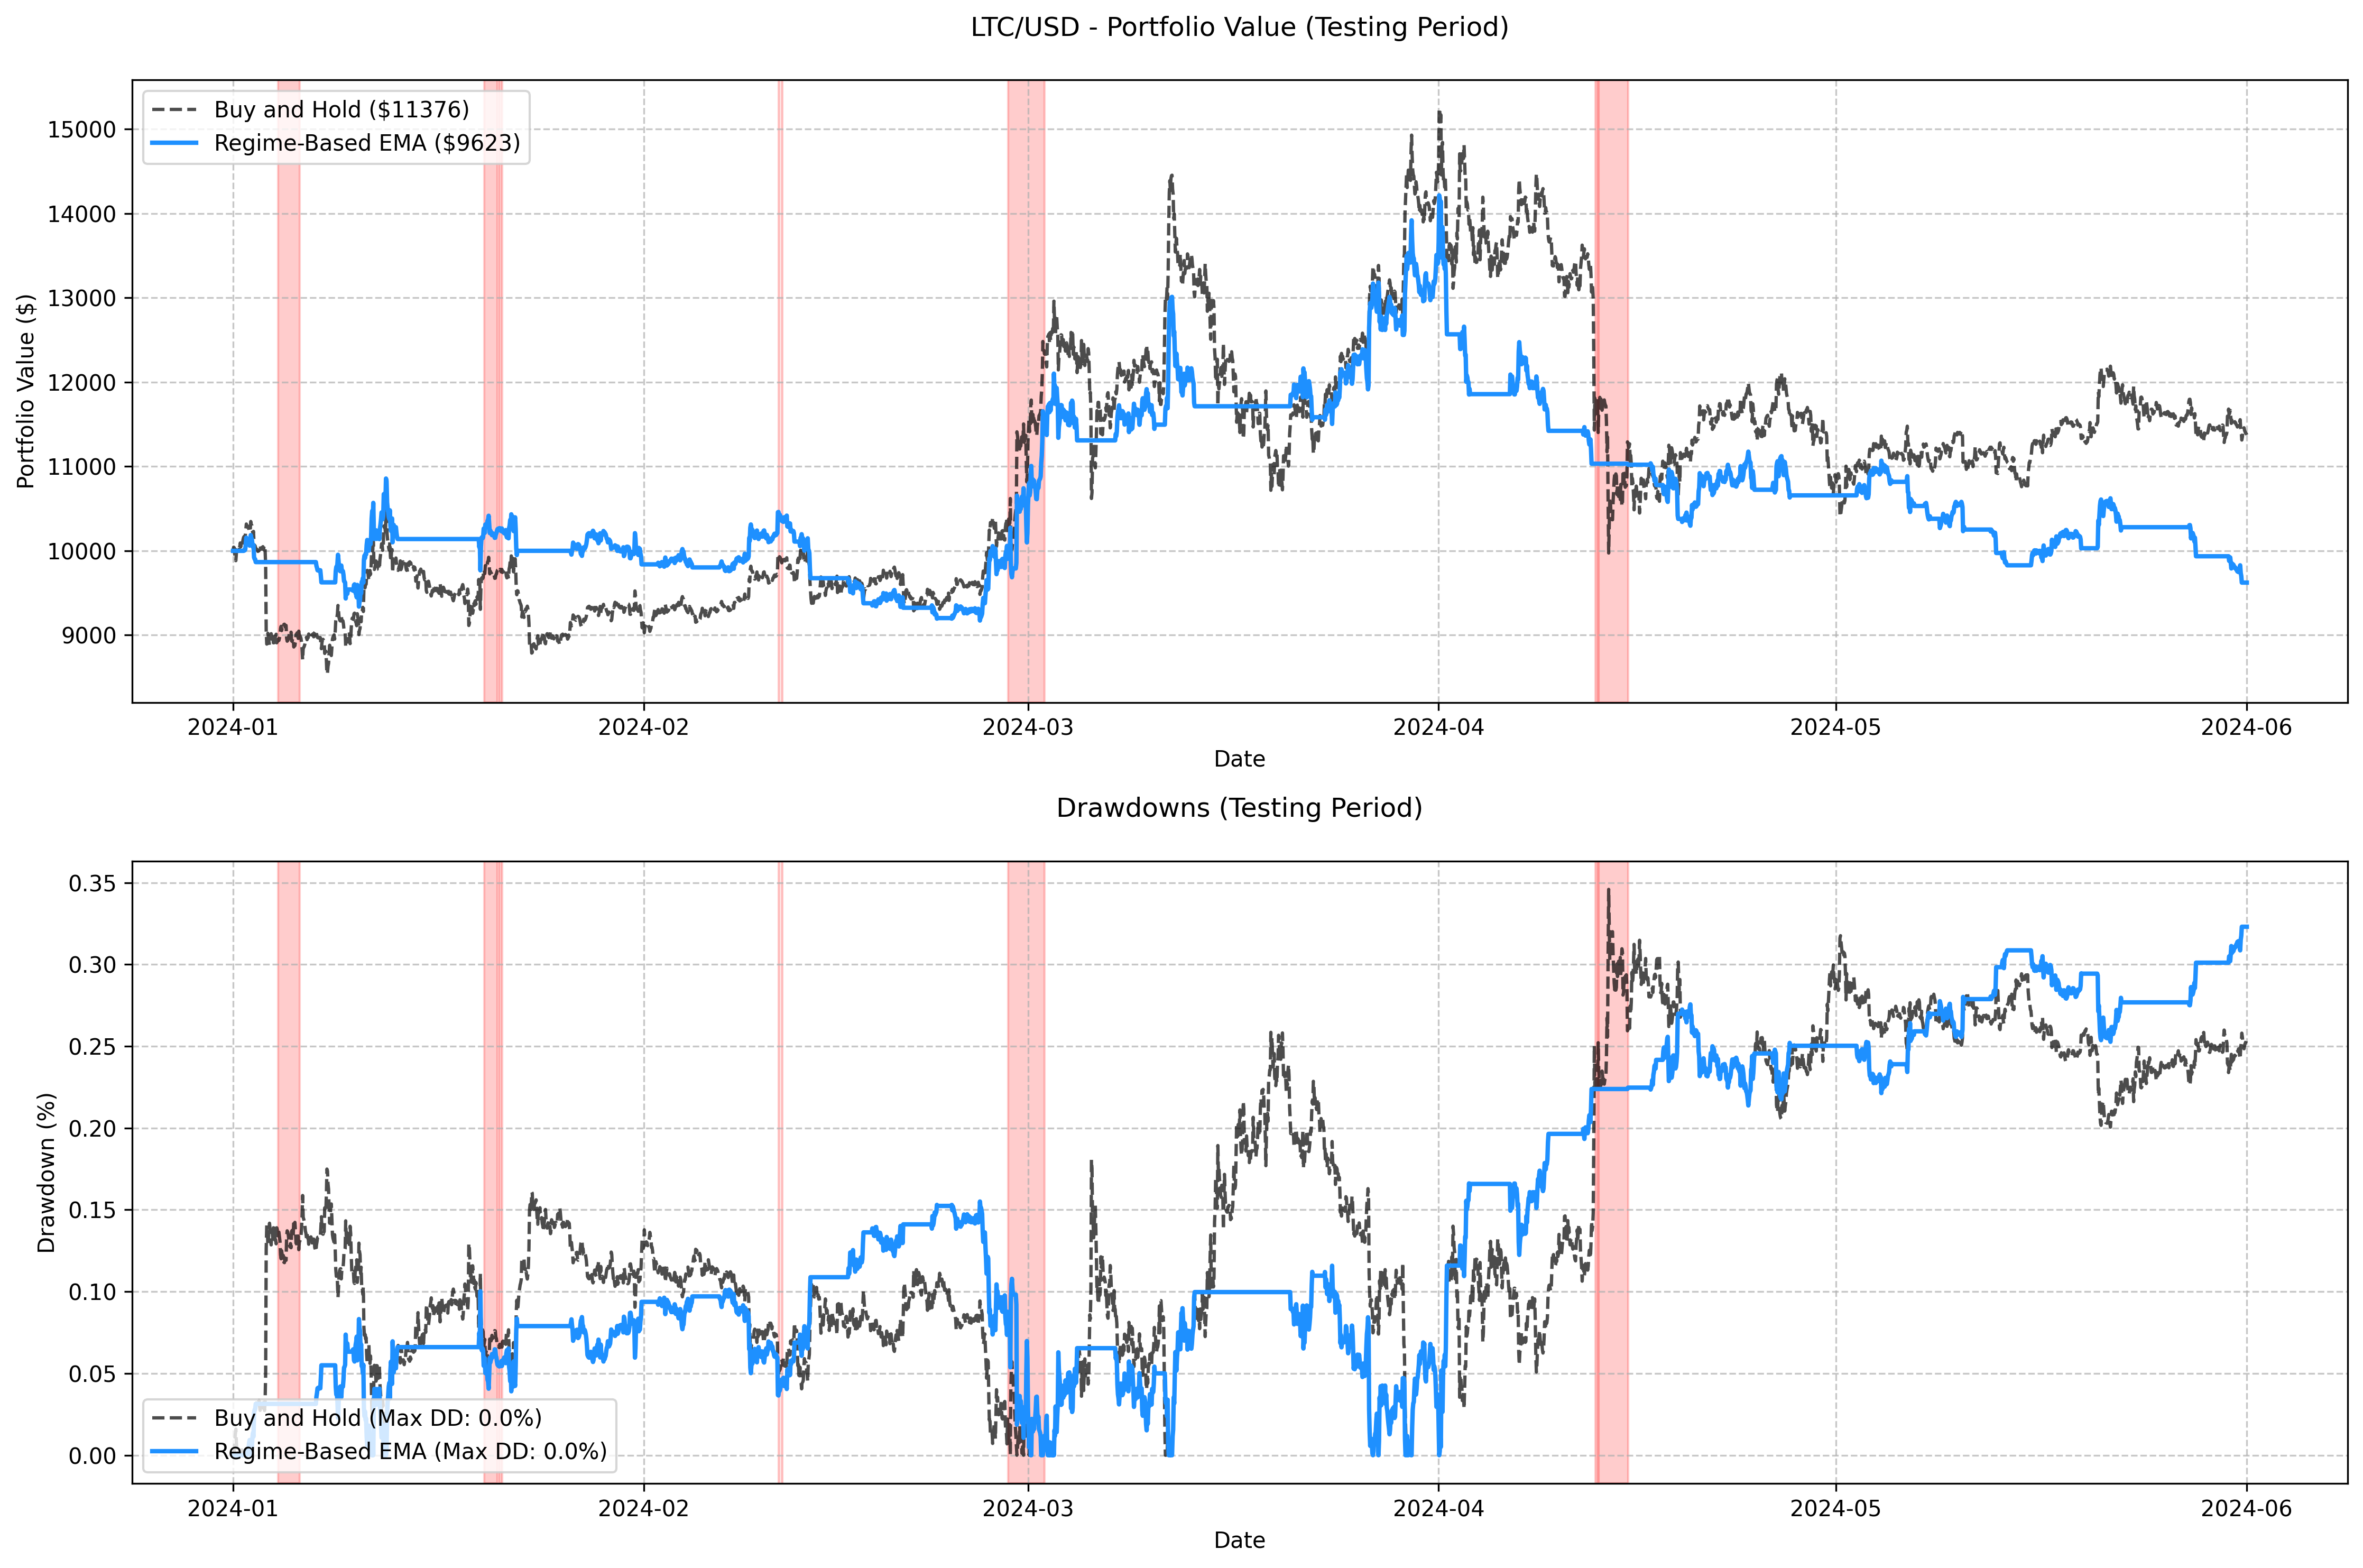 LTC/USD - Portfolio Value (Testing Period)
Buy and Hold ($11376)
Regime-Based EMA ($9623)
Portfolio Value ($)
15000
14000
13000
12000
11000
10000
9000
2024-01
2024-02
2024-03
2024-04
2024-05
2024-06
Date
Drawdowns (Testing Period)
Drawdown (%)
0.35
0.30
0.25
0.20
0.15
0.10
0.05
0.00
Buy and Hold (Max DD: 0.0%)
Regime-Based EMA (Max DD: 0.0%)
2024-01
2024-02
2024-03
2024-04
2024-05
2024-06
Date